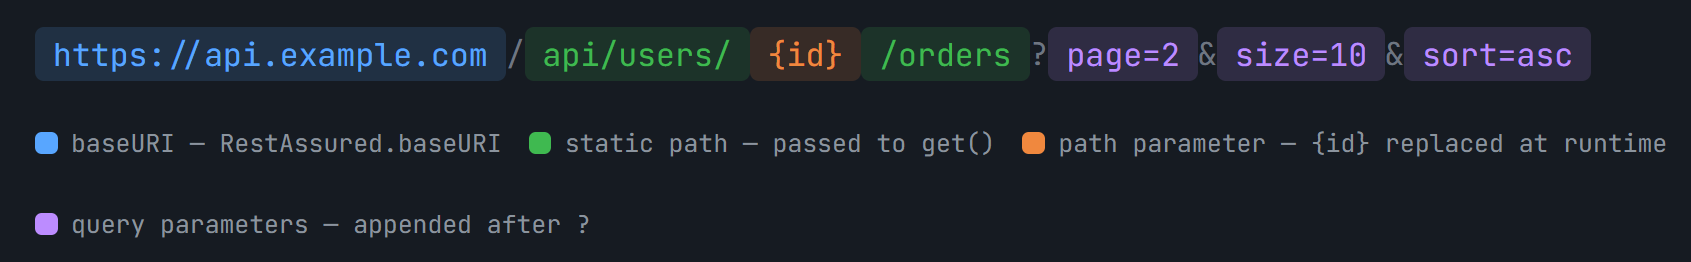 https://api.example.com/api/users/{id}/orders?page=2&size=10&sort=asc
baseURI — RestAssured.baseURI static path — passed to get() path parameter — {id} replaced at runtime
query parameters — appended after ?